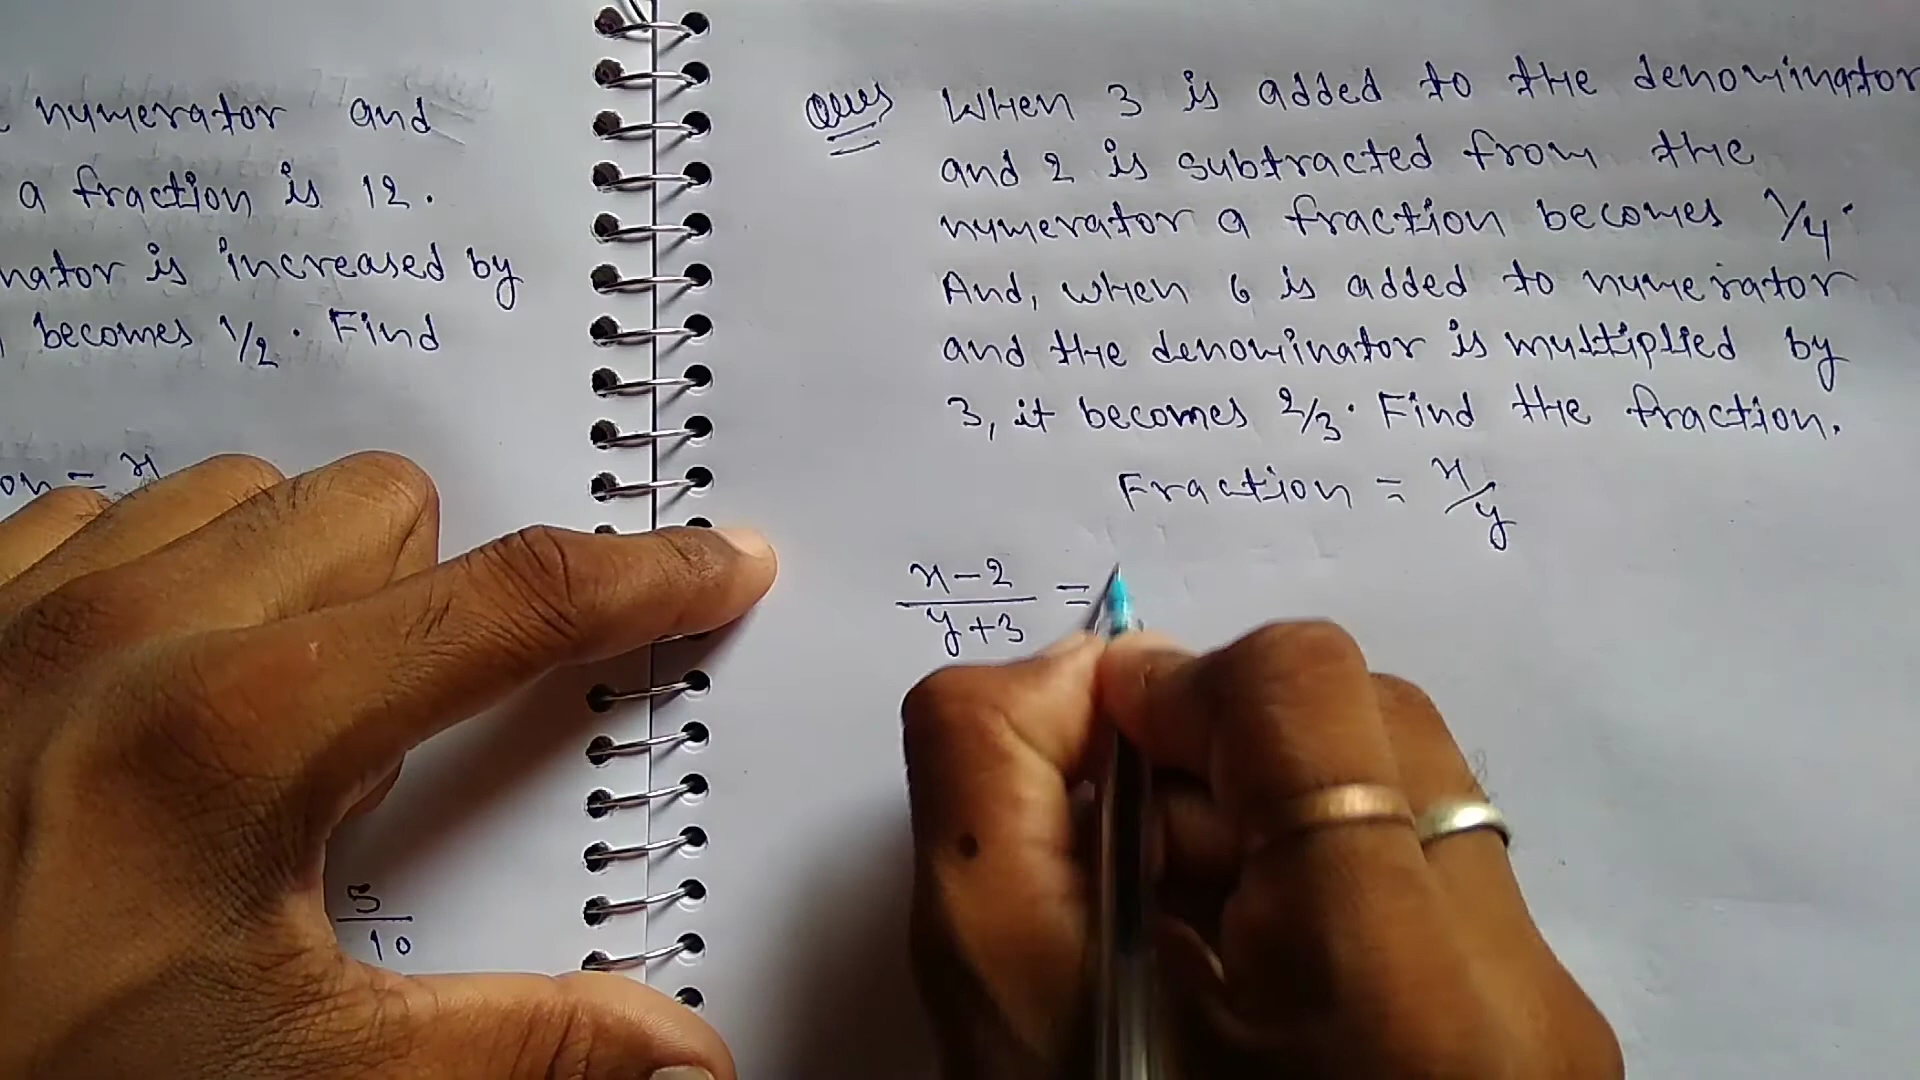 numerator and
a fraction is 12.
nator is increased by
becomes 1/2. Find
on = x
5
10
Ques When 3 is added to the denominator
and 2 is subtracted from the
numerator a fraction becomes 1/4.
And, when 6 is added to numerator
and the denominator is multiplied by
3, it becomes 2/3. Find the fraction.
Fraction = x/y
x-2
y+3 =